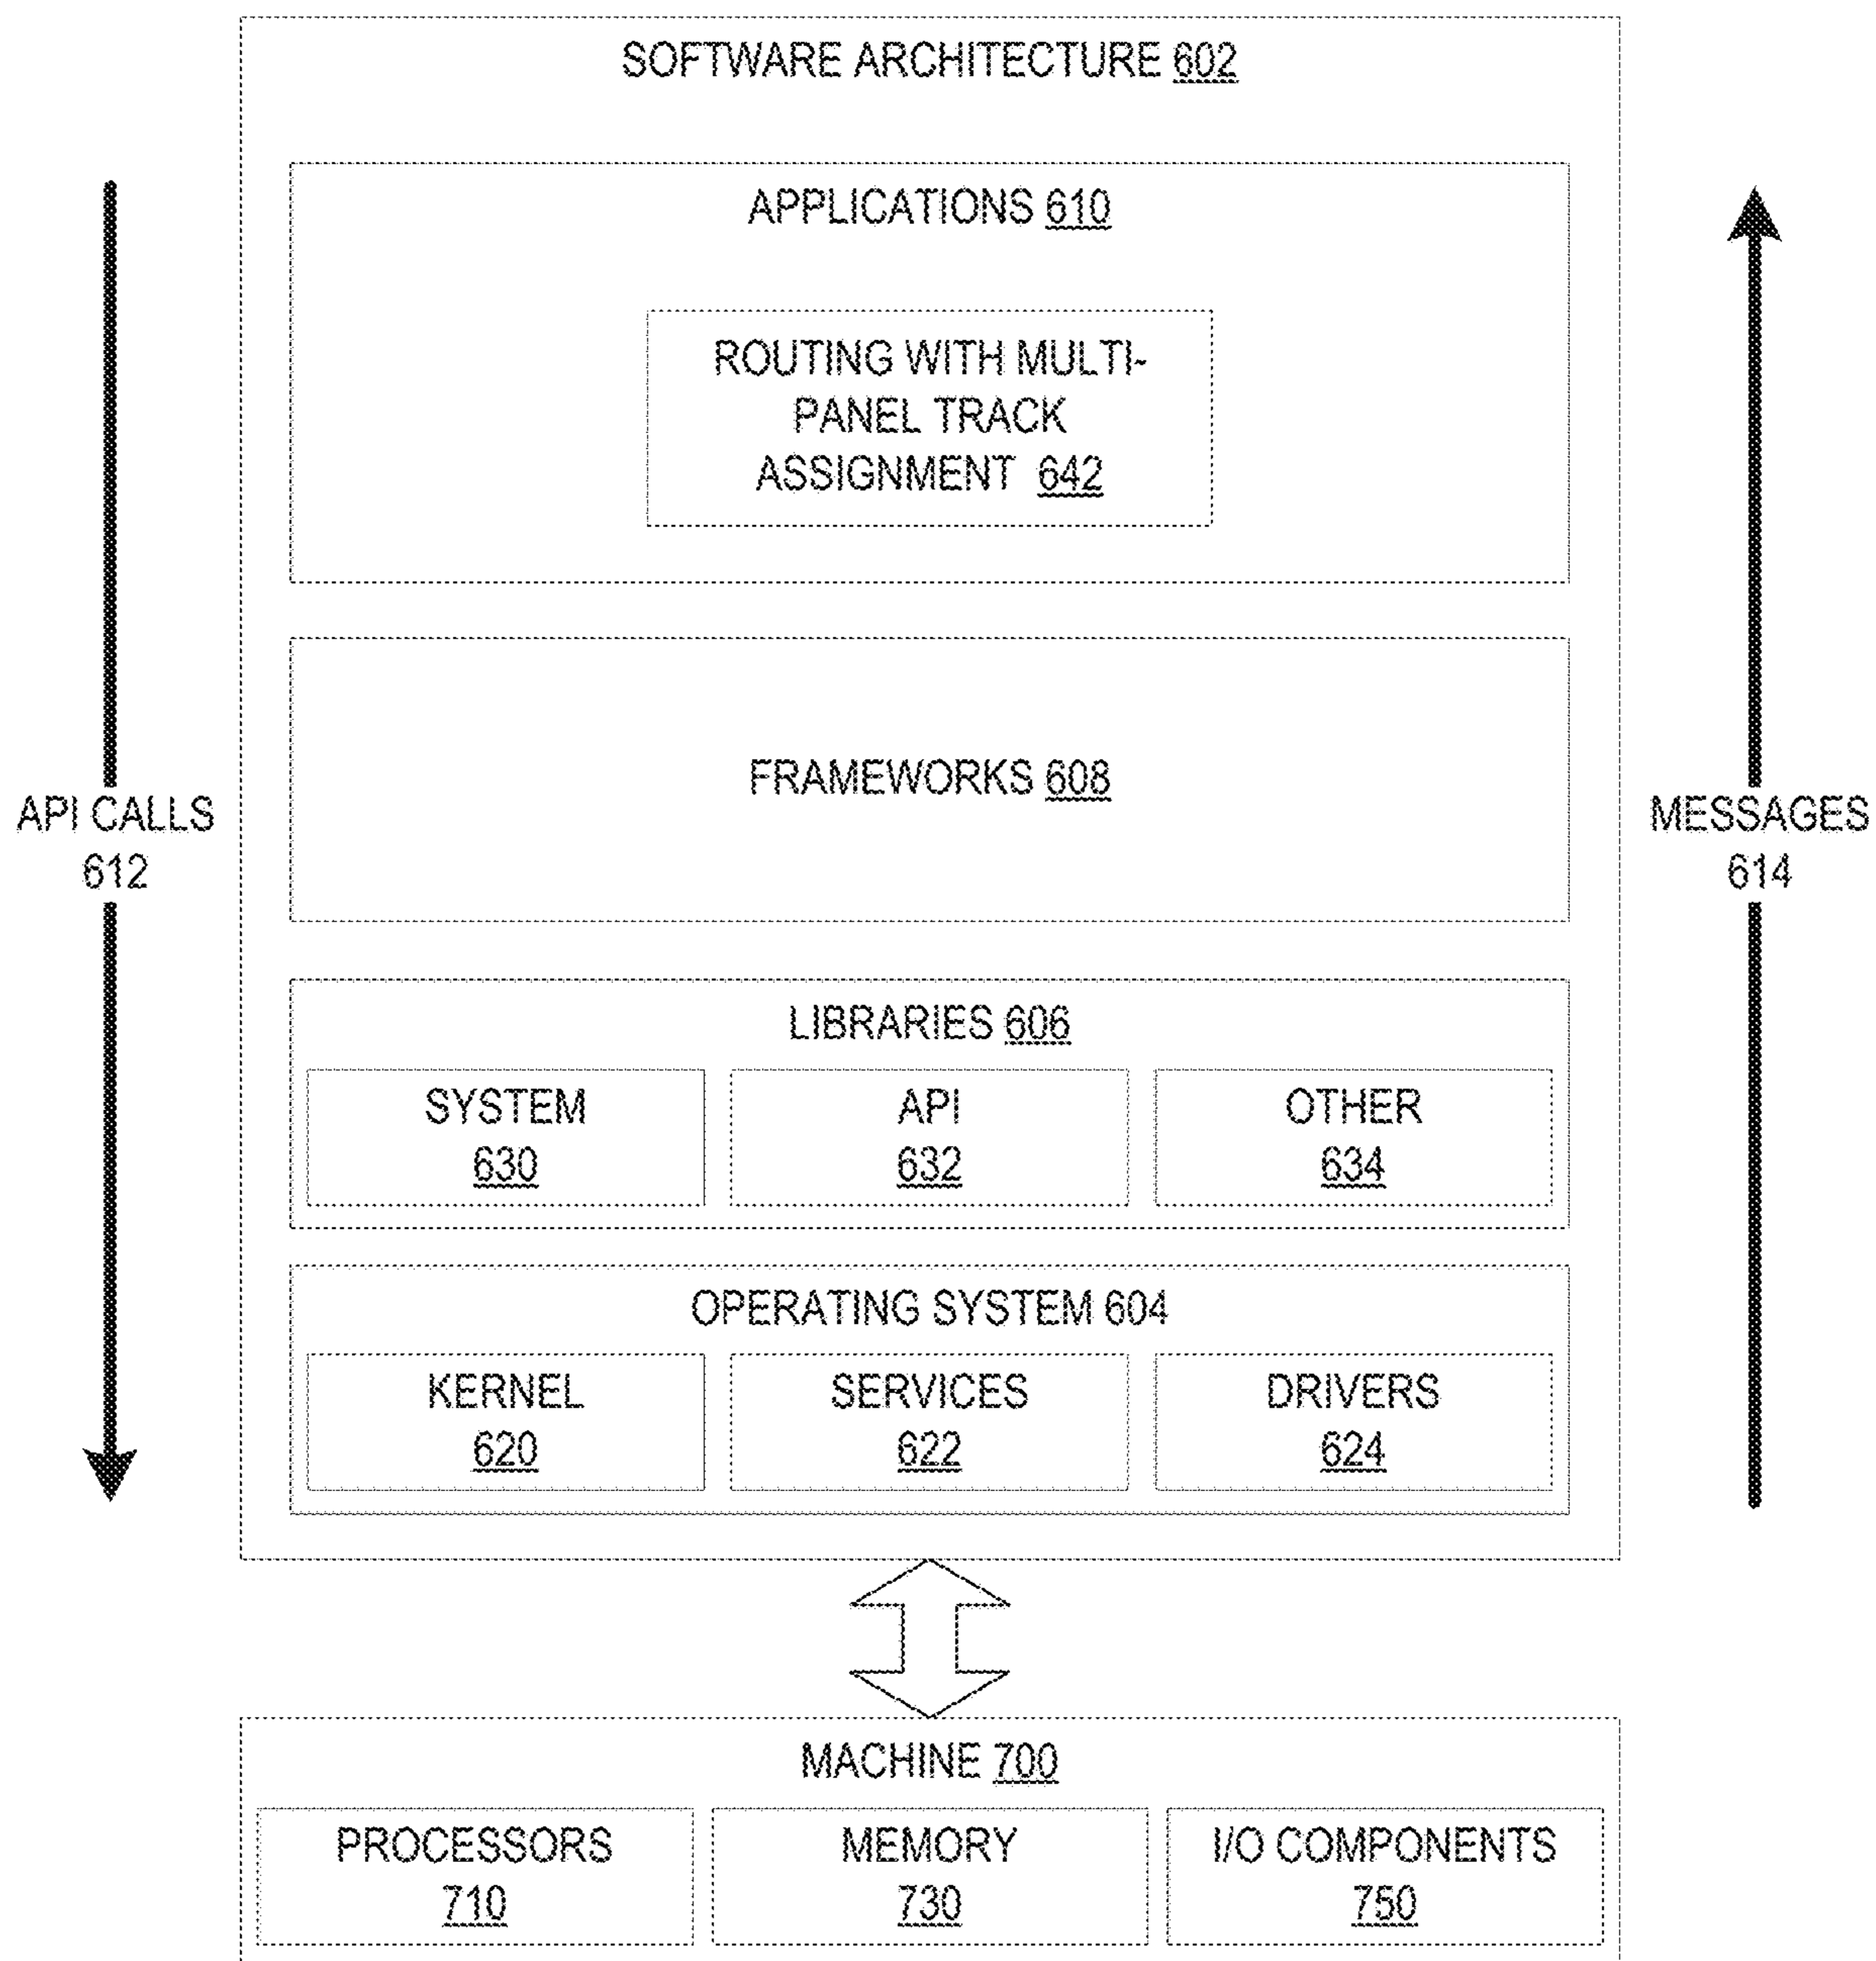 SOFTWARE ARCHITECTURE 602
APPLICATIONS 610
ROUTING WITH MULTI-
PANEL TRACK
ASSIGNMENT 642
FRAMEWORKS 608
API CALLS
612
MESSAGES
614
LIBRARIES 606
SYSTEM
630
API
632
OTHER
634
OPERATING SYSTEM 604
KERNEL
620
SERVICES
622
DRIVERS
624
MACHINE 700
PROCESSORS
710
MEMORY
730
I/O COMPONENTS
750